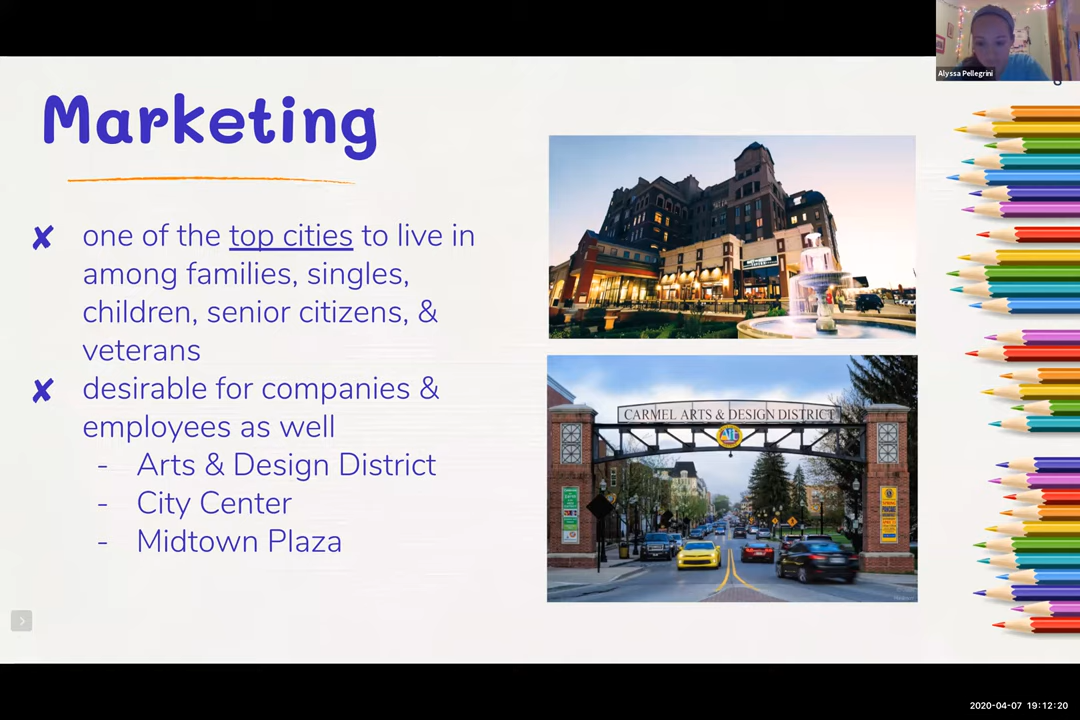 Alyssa Pellegrini
Marketing
✘ one of the top cities to live in
among families, singles,
children, senior citizens, &
veterans
✘ desirable for companies &
employees as well
- Arts & Design District
- City Center
- Midtown Plaza
CARMEL ARTS & DESIGN DISTRICT
2020-04-07 19:12:20